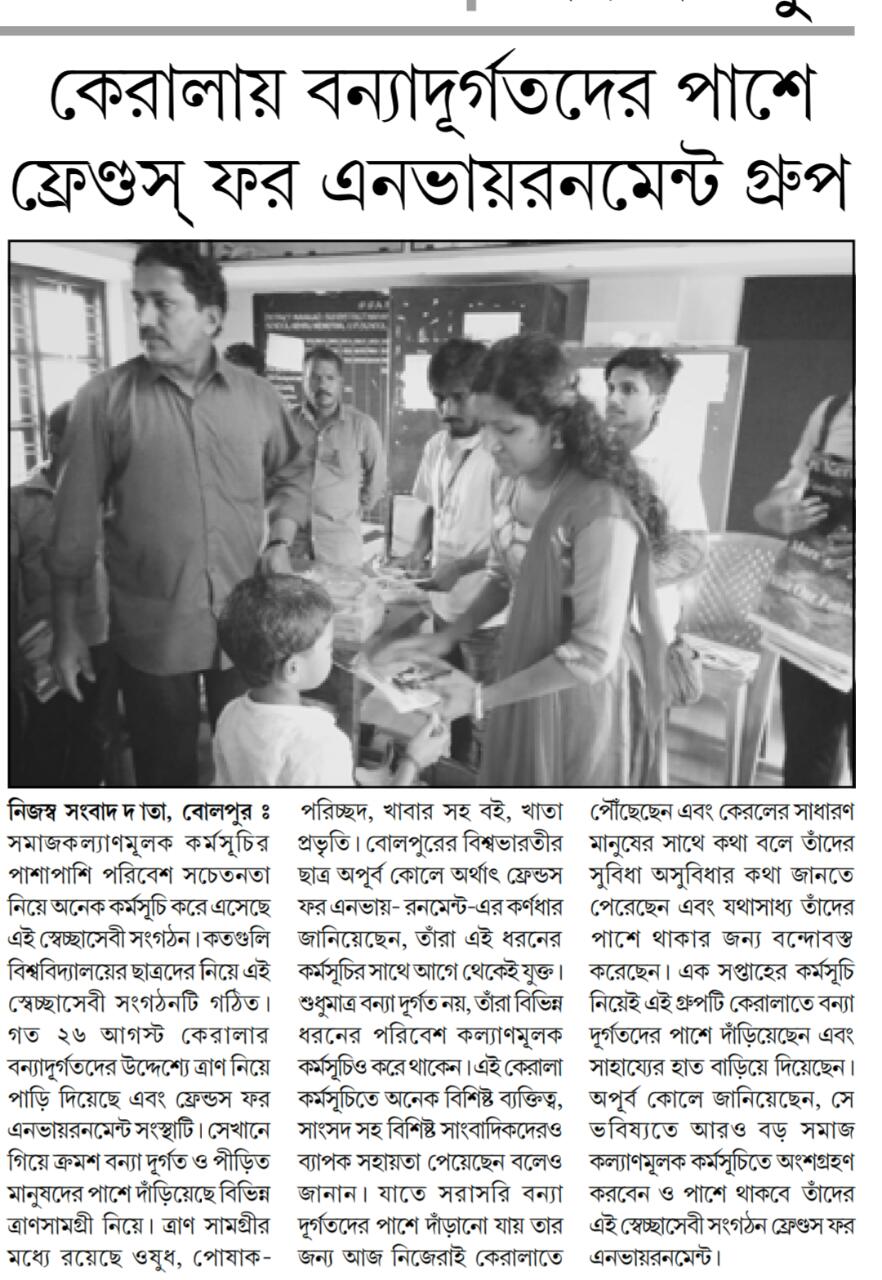 কেরালায় বন্যাদূর্গতদের পাশে
ফ্রেণ্ডস্ ফর এনভায়রনমেন্ট গ্রুপ
নিজস্ব সংবাদ দাতা, বোলপুর ঃ
সমাজকল্যাণমূলক কর্মসূচির
পাশাপাশি পরিবেশ সচেতনতা
নিয়ে অনেক কর্মসূচি করে এসেছে
এই স্বেচ্ছাসেবী সংগঠন। কতগুলি
বিশ্ববিদ্যালয়ের ছাত্রদের নিয়ে এই
স্বেচ্ছাসেবী সংগঠনটি গঠিত।
গত ২৬ আগস্ট কেরালার
বন্যাদুর্গতদের উদ্দেশ্যে ত্রাণ নিয়ে
পাড়ি দিয়েছে এবং ফ্রেন্ডস ফর
এনভায়রনমেন্ট সংস্থাটি। সেখানে
গিয়ে ক্রমশ বন্যা দূর্গত ও পীড়িত
মানুষদের পাশে দাঁড়িয়েছে বিভিন্ন
ত্রাণসামগ্রী নিয়ে। ত্রাণ সামগ্রীর
মধ্যে রয়েছে ওষুধ, পোষাক-
পরিচ্ছদ, খাবার সহ বই, খাতা
প্রভৃতি। বোলপুরের বিশ্বভারতীর
ছাত্র অপূর্ব কোলে অর্থাৎ ফ্রেন্ডস
ফর এনভায়- রনমেন্ট-এর কর্ণধার
জানিয়েছেন, তাঁরা এই ধরনের
কর্মসূচির সাথে আগে থেকেই যুক্ত।
শুধুমাত্র বন্যা দূর্গত নয়, তাঁরা বিভিন্ন
ধরনের পরিবেশ কল্যাণমূলক
কর্মসূচিও করে থাকেন। এই কেরালা
কর্মসূচিতে অনেক বিশিষ্ট ব্যক্তিত্ব,
সাংসদ সহ বিশিষ্ট সাংবাদিকদেরও
ব্যাপক সহায়তা পেয়েছেন বলেও
জানান। যাতে সরাসরি বন্যা
দূর্গতদের পাশে দাঁড়ানো যায় তার
জন্য আজ নিজেরাই কেরালাতে
পৌঁছেছেন এবং কেরলের সাধারণ
মানুষের সাথে কথা বলে তাঁদের
সুবিধা অসুবিধার কথা জানতে
পেরেছেন এবং যথাসাধ্য তাঁদের
পাশে থাকার জন্য বন্দোবস্ত
করেছেন। এক সপ্তাহের কর্মসূচি
নিয়েই এই গ্রুপটি কেরালাতে বন্যা
দূর্গতদের পাশে দাঁড়িয়েছেন এবং
সাহায্যের হাত বাড়িয়ে দিয়েছেন।
অপূর্ব কোলে জানিয়েছেন, সে
ভবিষ্যতে আরও বড় সমাজ
কল্যাণমূলক কর্মসূচিতে অংশগ্রহণ
করবেন ও পাশে থাকবে তাঁদের
এই স্বেচ্ছাসেবী সংগঠন ফ্রেণ্ডস ফর
এনভায়রনমেন্ট।